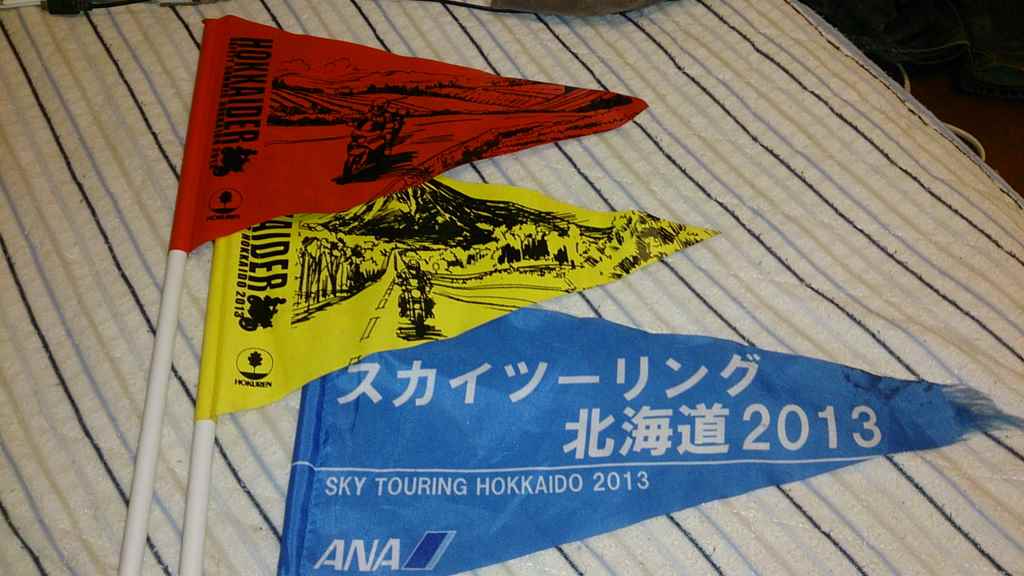 HOKKAIDER
HOKUREN
AIDER
HOKKAIDO 2013
HOKUREN
スカイツーリング
北海道2013
SKY TOURING HOKKAIDO 2013
ANA